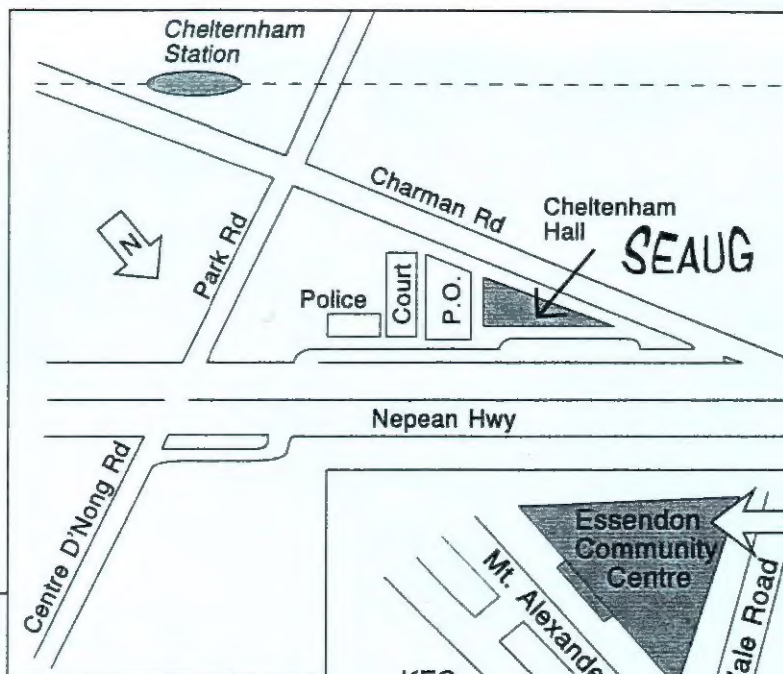 Chelternham
Station
Charman Rd
Cheltenham
Hall
SEAUG
N
Park Rd
Police
Court
P.O.
Nepean Hwy
Centre D'Nong Rd
Essendon
Community
Centre
Mt. Alexande
ale Road